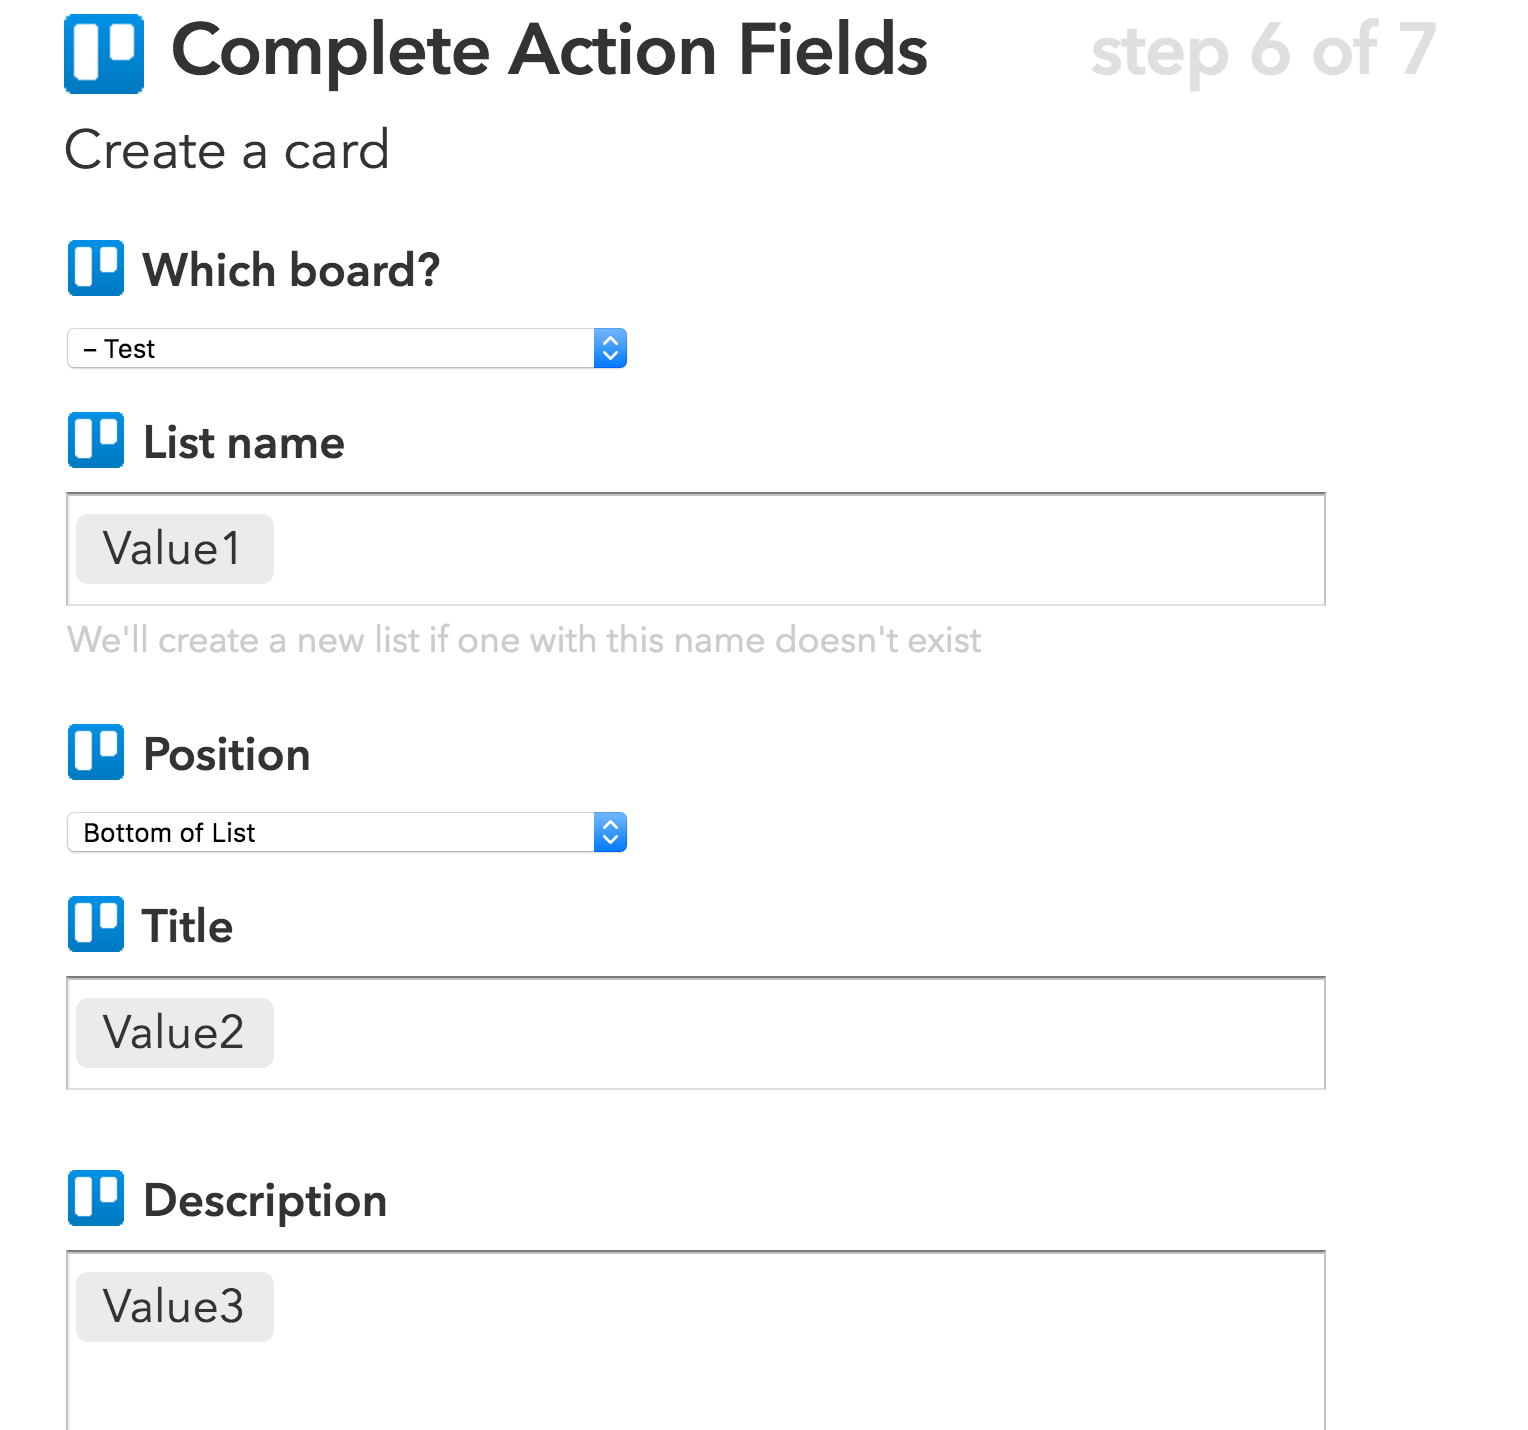 Complete Action Fields step 6 of 7
Create a card
Which board?
– Test
List name
Value1
We'll create a new list if one with this name doesn't exist
Position
Bottom of List
Title
Value2
Description
Value3